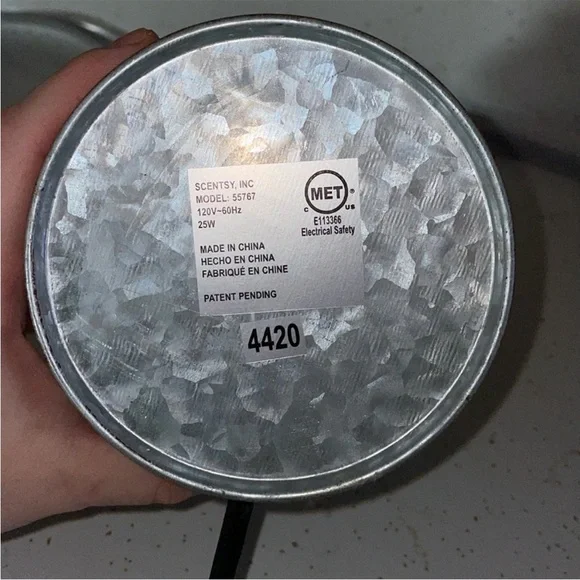 SCENTSY, INC
MODEL: 55767
120V~60Hz
25W
MADE IN CHINA
HECHO EN CHINA
FABRIQUÉ EN CHINE
PATENT PENDING
MET ®
C US
E113366
Electrical Safety
4420